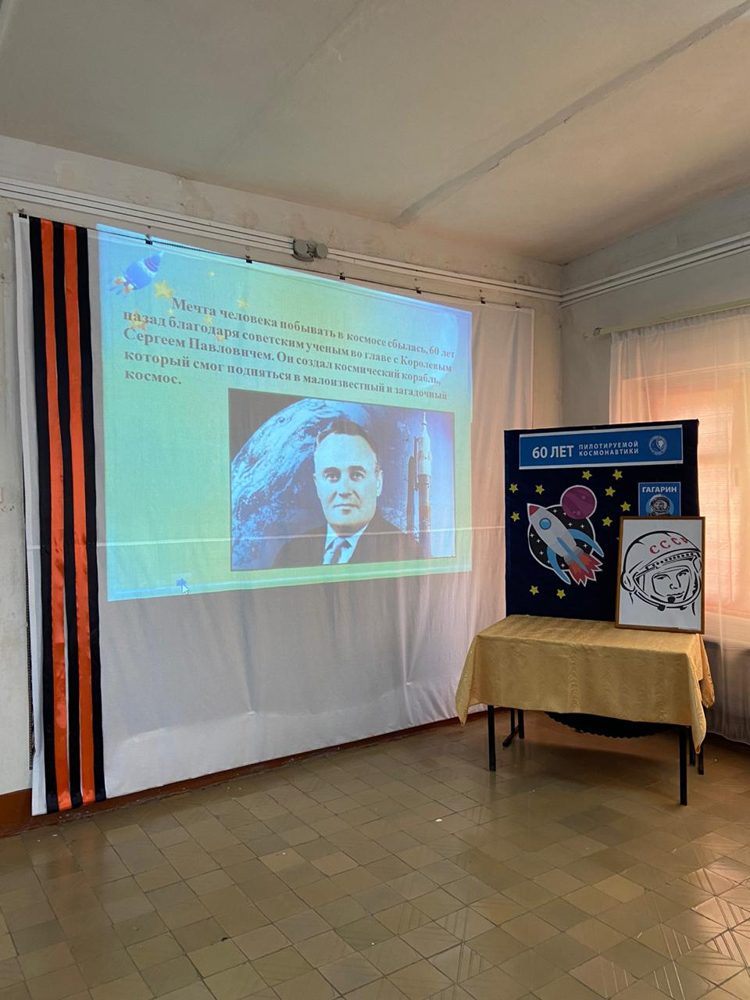 Мечта человека побывать в космосе сбылась, 60 лет
назад благодаря советским ученым во главе с Королевым
Сергеем Павловичем. Он создал космический корабль,
который смог подняться в малоизвестный и загадочный
космос.
60 ЛЕТ
ПИЛОТИРУЕМОЙ
КОСМОНАВТИКИ
ГАГАРИН
СССР